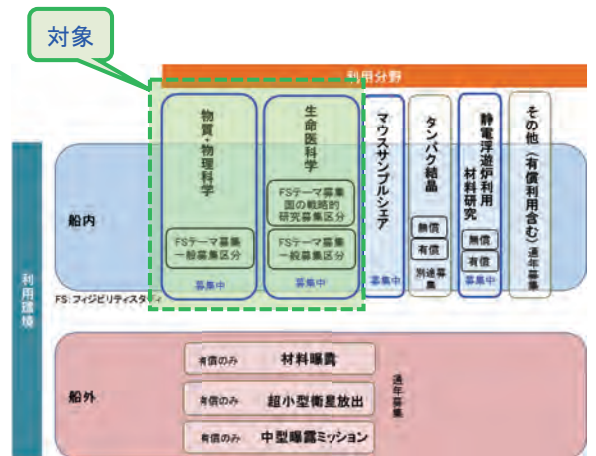 対象
利用分野
利用環境
船内
物質・物理科学
FSテーマ募集
一般募集区分
募集中
生命医科学
FSテーマ募集
国の戦略的
研究募集区分
FSテーマ募集
一般募集区分
募集中
マウスサンプルシェア
募集中
タンパク結晶
無償
有償
別途募
集
静電浮遊炉利用
材料研究
無償
有償
募集中
その他(有償利用含む)通年募集
FS: フィジビリティスタディ
船外
有償のみ 材料曝露
有償のみ 超小型衛星放出
有償のみ 中型曝露ミッション
通年募集